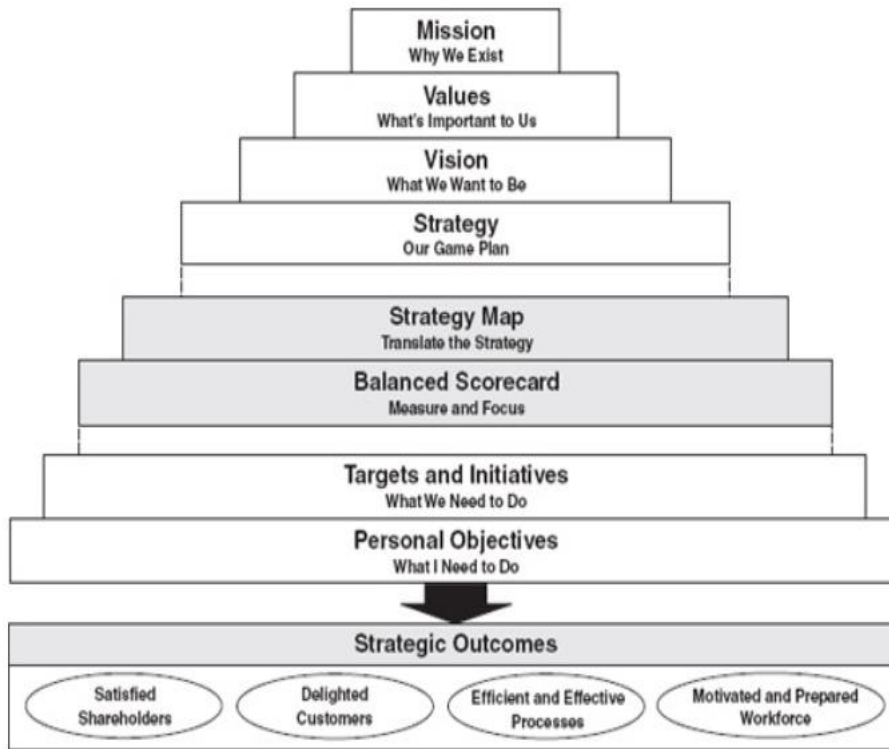 Mission
Why We Exist
Values
What's Important to Us
Vision
What We Want to Be
Strategy
Our Game Plan
Strategy Map
Translate the Strategy
Balanced Scorecard
Measure and Focus
Targets and Initiatives
What We Need to Do
Personal Objectives
What I Need to Do
Strategic Outcomes
Satisfied
Shareholders
Delighted
Customers
Efficient and Effective
Processes
Motivated and Prepared
Workforce